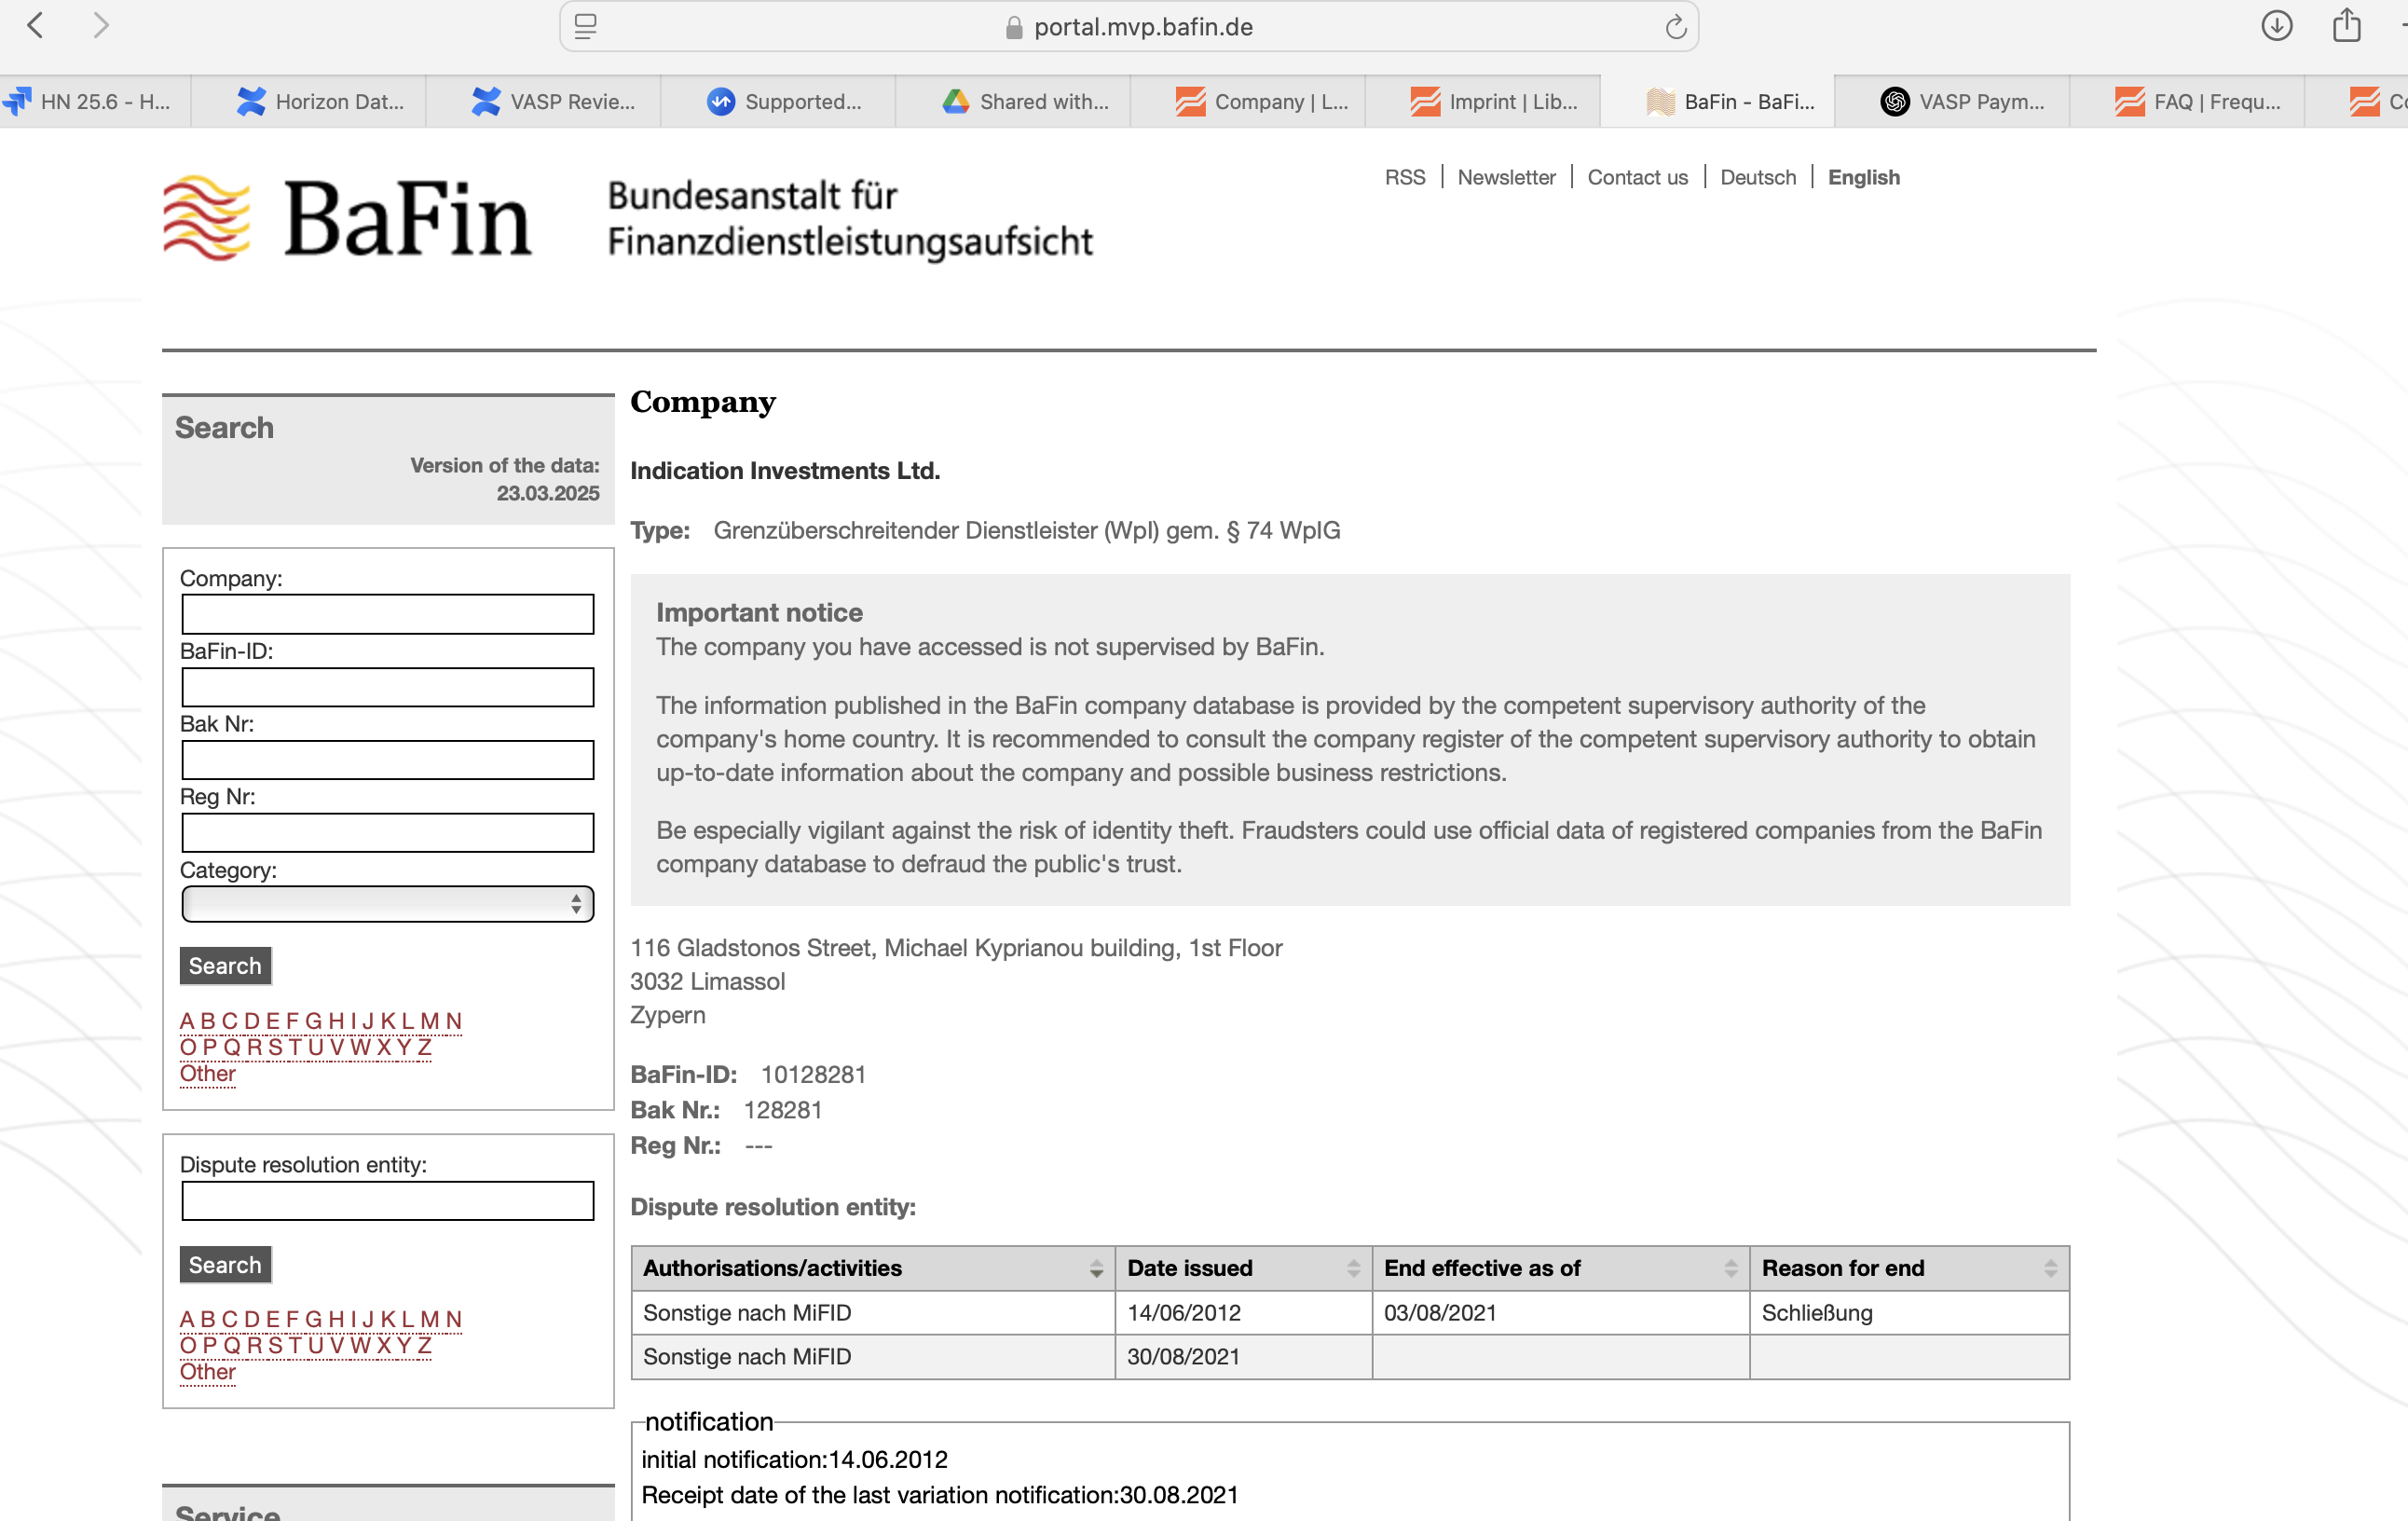 portal.mvp.bafin.de
HN 25.6 - H...
Horizon Dat...
VASP Revie...
Supported...
Shared with...
Company | L...
Imprint | Lib...
BaFin - BaFi...
VASP Paym...
FAQ | Frequ...
BaFin
Bundesanstalt für
Finanzdienstleistungsaufsicht
RSS | Newsletter | Contact us | Deutsch | English
Search
Version of the data:
23.03.2025
Company:
BaFin-ID:
Bak Nr:
Reg Nr:
Category:
Search
A B C D E F G H I J K L M N
O P Q R S T U V W X Y Z
Other
Dispute resolution entity:
Search
A B C D E F G H I J K L M N
O P Q R S T U V W X Y Z
Other
Service
Company
Indication Investments Ltd.
Type: Grenzüberschreitender Dienstleister (WpI) gem. § 74 WpIG
Important notice
The company you have accessed is not supervised by BaFin.
The information published in the BaFin company database is provided by the competent supervisory authority of the
company's home country. It is recommended to consult the company register of the competent supervisory authority to obtain
up-to-date information about the company and possible business restrictions.
Be especially vigilant against the risk of identity theft. Fraudsters could use official data of registered companies from the BaFin
company database to defraud the public's trust.
116 Gladstonos Street, Michael Kyprianou building, 1st Floor
3032 Limassol
Zypern
BaFin-ID: 10128281
Bak Nr.: 128281
Reg Nr.: ---
Dispute resolution entity:
Authorisations/activities Date issued End effective as of Reason for end
Sonstige nach MiFID 14/06/2012 03/08/2021 Schließung
Sonstige nach MiFID 30/08/2021
notification
initial notification:14.06.2012
Receipt date of the last variation notification:30.08.2021